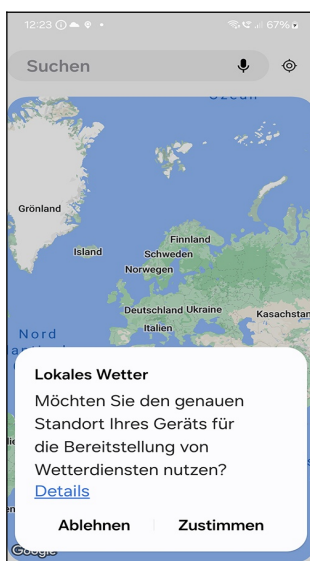 12:23
67%
Suchen
Ozean
Grönland
Finnland
Island
Schweden
Norwegen
Deutschland Ukraine
Kasachstan
Italien
Nord
Lokales Wetter
Möchten Sie den genauen
Standort Ihres Geräts für
die Bereitstellung von
Wetterdiensten nutzen?
Details
Ablehnen Zustimmen
Google